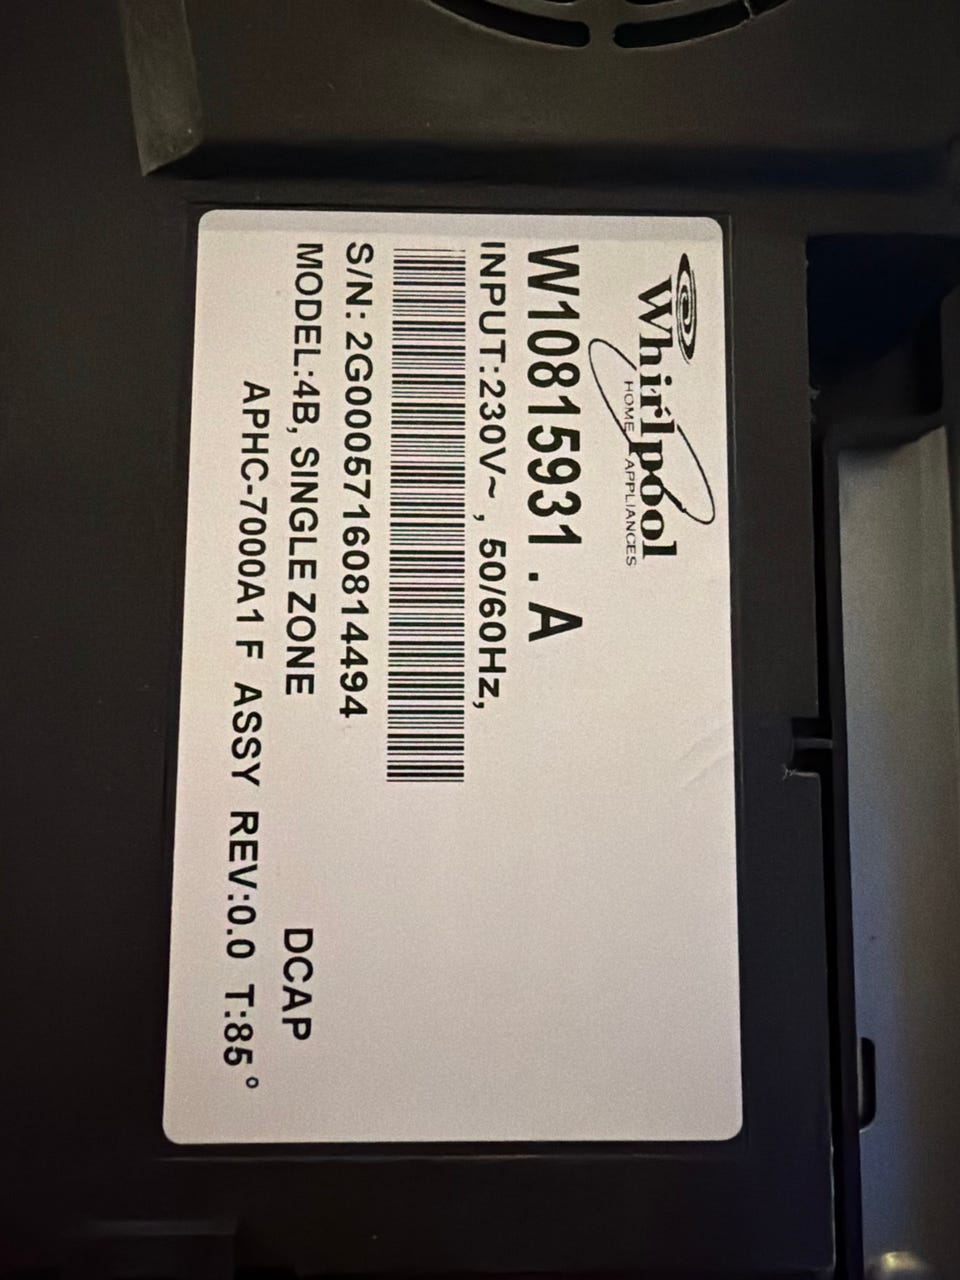 Whirlpool
HOME APPLIANCES
W10815931 . A
INPUT:230V~ , 50/60Hz,
S/N: 2G00057160814494
MODEL:4B, SINGLE ZONE DCAP
APHC-7000A1 F ASSY REV:0.0 T:85°